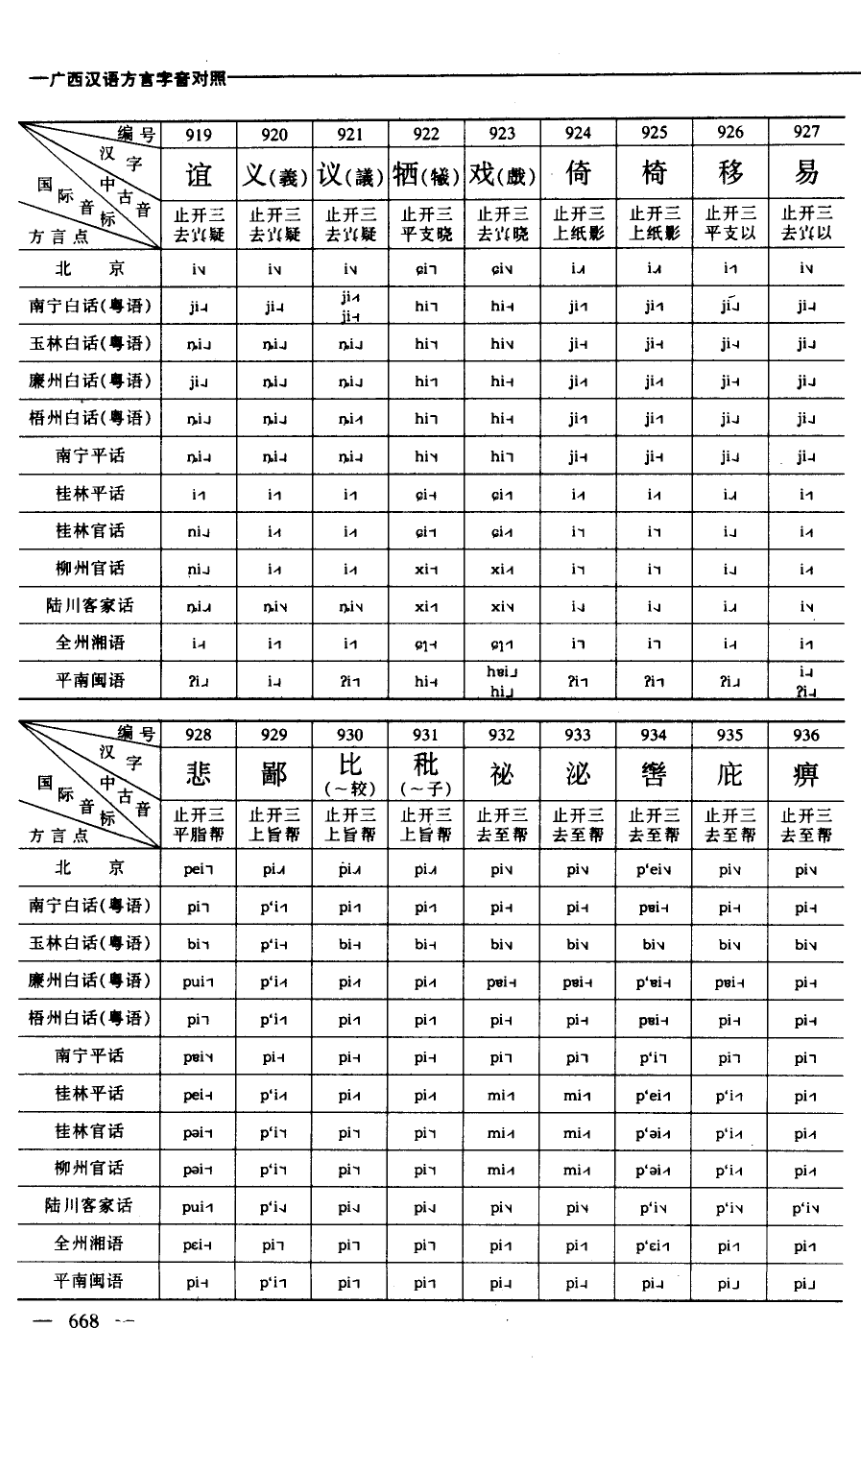 广西汉语方言字音对照
编号 919 920 921 922 923 924 925 926 927
汉字 谊 义(義) 议(議) 牺(犧) 戏(戲) 倚 椅 移 易
国际音标 中古音 止开三 止开三 止开三 止开三 止开三 止开三 止开三 止开三 止开三
方言点 去寘疑 去寘疑 去寘疑 平支晓 去寘晓 上纸影 上纸影 平支以 去寘以
北京 i i i ɕi ɕi i i i i
南宁白话(粤语) ji ji ji ji hi hi ji ji ji ji
玉林白话(粤语) ȵi ȵi ȵi hi hi ji ji ji ji
廉州白话(粤语) ji ȵi ȵi hi hi ji ji ji ji
梧州白话(粤语) ȵi ȵi ȵi hi hi ji ji ji ji
南宁平话 ȵi ȵi ȵi hi hi ji ji ji ji
桂林平话 i i i ɕi ɕi i i i i
桂林官话 ni i i ɕi ɕi i i i i
柳州官话 ni i i xi xi i i i i
陆川客家话 ȵi ȵi ȵi xi xi i i i i
全州湘语 i i i ɕʅ ɕʅ i i i i
平南闽语 ʔi i ʔi hi hɐi hi ʔi ʔi ʔi i ʔi
编号 928 929 930 931 932 933 934 935 936
汉字 悲 鄙 比(~较) 秕(~子) 祕 泌 辔 庇 痹
国际音标 中古音 止开三 止开三 止开三 止开三 止开三 止开三 止开三 止开三 止开三
方言点 平脂帮 上旨帮 上旨帮 上旨帮 去至帮 去至帮 去至帮 去至帮 去至帮
北京 pei pi pi pi pi pi p‘ei pi pi
南宁白话(粤语) pi p‘i pi pi pi pi pɐi pi pi
玉林白话(粤语) bi p‘i bi bi bi bi bi bi bi
廉州白话(粤语) pui p‘i pi pi pɐi pɐi p‘ɐi pɐi pi
梧州白话(粤语) pi p‘i pi pi pi pi pɐi pi pi
南宁平话 pɐi pi pi pi pi pi p‘i pi pi
桂林平话 pei p‘i pi pi mi mi p‘ei p‘i pi
桂林官话 pəi p‘i pi pi mi mi p‘əi p‘i pi
柳州官话 pəi p‘i pi pi mi mi p‘əi p‘i pi
陆川客家话 pui p‘i pi pi pi pi p‘i p‘i p‘i
全州湘语 pɛi pi pi pi pi pi p‘ɛi pi pi
平南闽语 pi p‘i pi pi pi pi pi pi pi
— 668 —